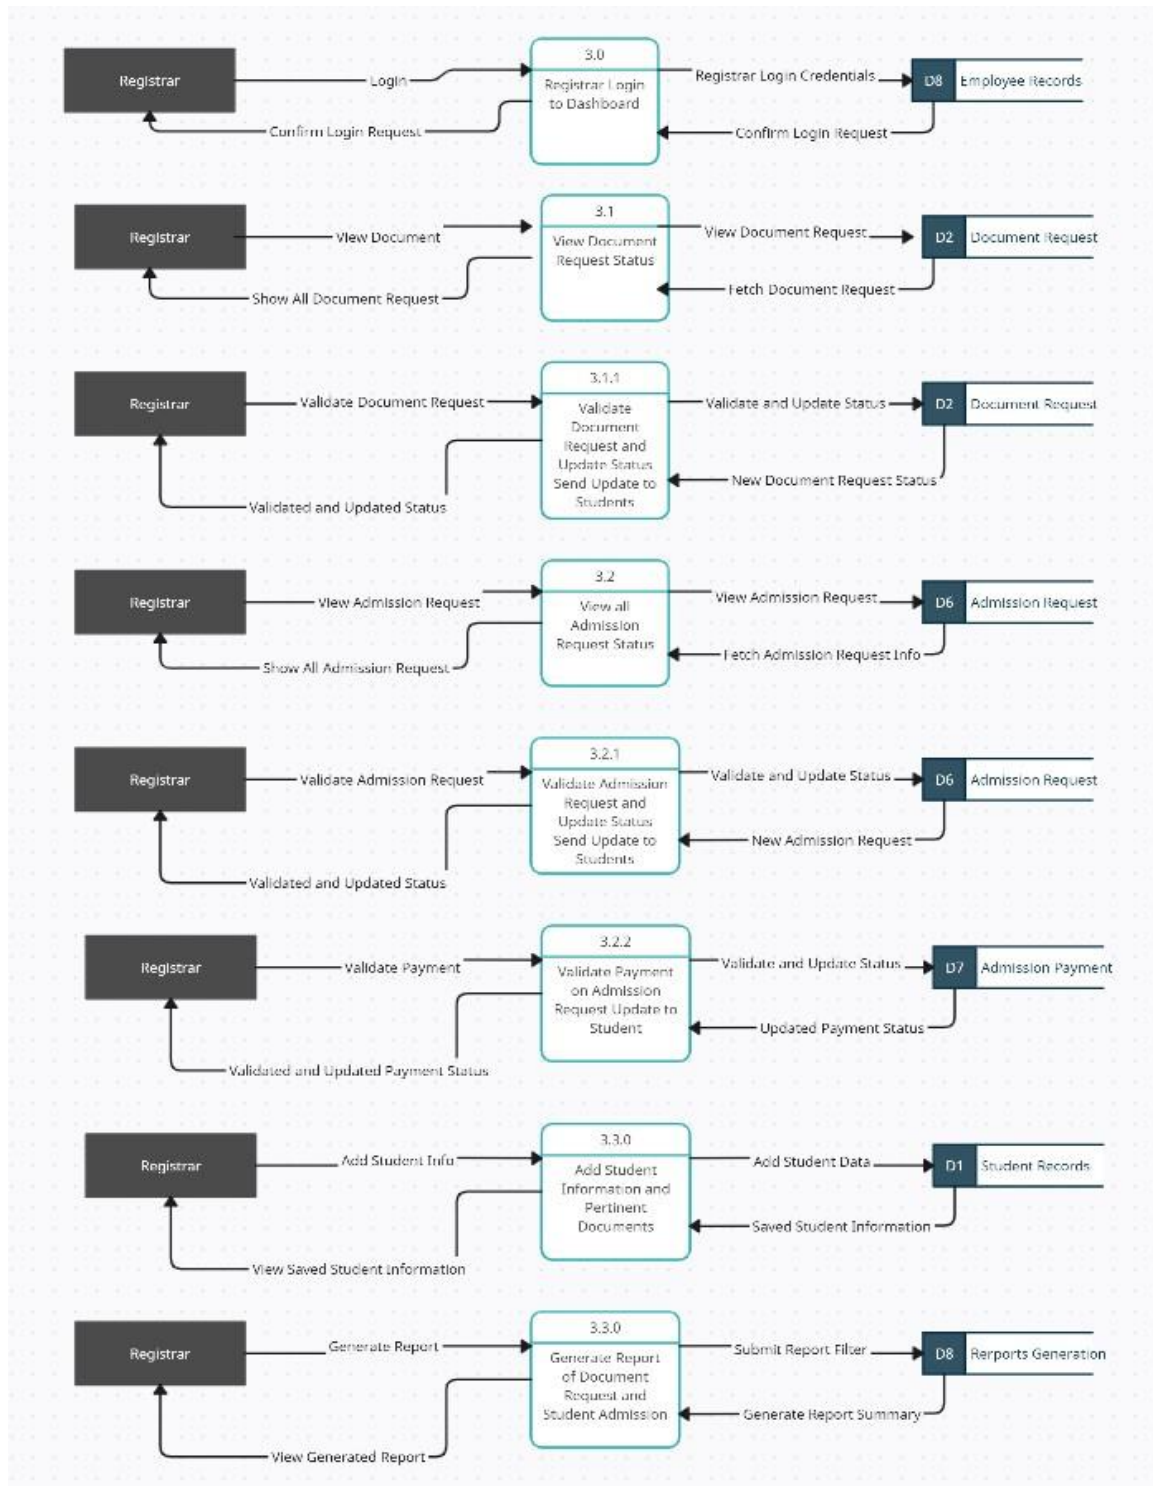 3.0
Registrar
Login
Registrar Login
to Dashboard
Registrar Login Credentials
D8
Employee Records
Confirm Login Request
Confirm Login Request
3.1
Registrar
View Document
View Document
Request Status
View Document Request
D2
Document Request
Show All Document Request
Fetch Document Request
3.1.1
Registrar
Validate Document Request
Validate
Document
Request and
Update Status
Send Update to
Students
Validate and Update Status
D2
Document Request
New Document Request Status
Validated and Updated Status
3.2
Registrar
View Admission Request
View all
Admission
Request Status
View Admission Request
D6
Admission Request
Show All Admission Request
Fetch Admission Request Info
3.2.1
Registrar
Validate Admission Request
Validate Admission
Request and
Update Status
Send Update to
Students
Validate and Update Status
D6
Admission Request
New Admission Request
Validated and Updated Status
3.2.2
Registrar
Validate Payment
Validate Payment
on Admission
Request Update to
Student
Validate and Update Status
D7
Admission Payment
Updated Payment Status
Validated and Updated Payment Status
3.3.0
Registrar
Add Student Info
Add Student
Information and
Pertinent
Documents
Add Student Data
D1
Student Records
Saved Student Information
View Saved Student Information
3.3.0
Registrar
Generate Report
Generate Report
of Document
Request and
Student Admission
Submit Report Filter
D8
Rerports Generation
Generate Report Summary
View Generated Report